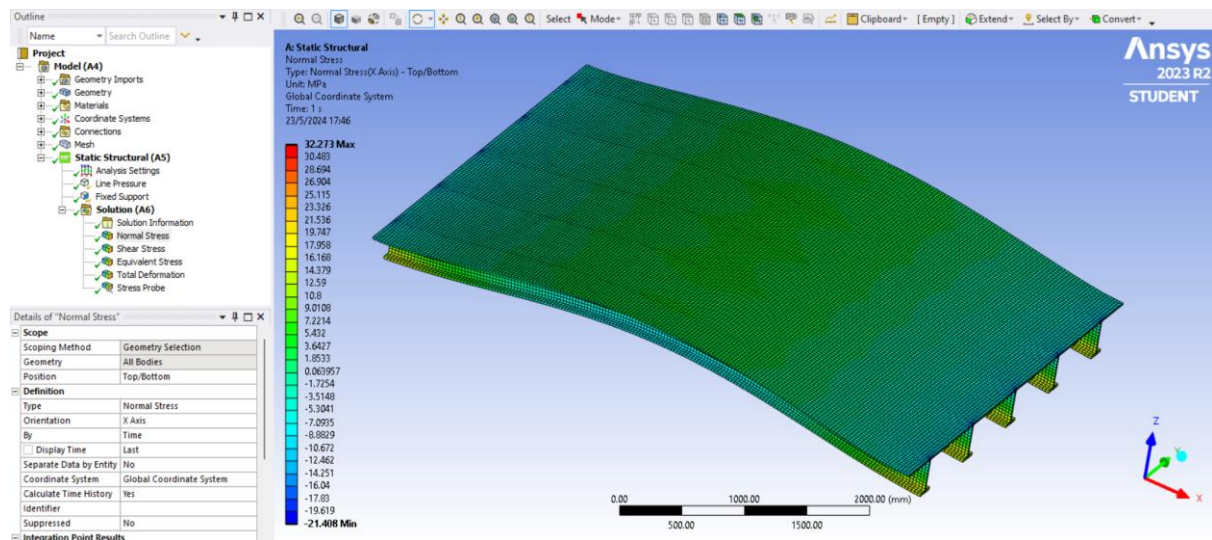 Outline
Name Search Outline
Project
Model (A4)
Geometry Imports
Geometry
Materials
Coordinate Systems
Connections
Mesh
Static Structural (A5)
Analysis Settings
Line Pressure
Fixed Support
Solution (A6)
Solution Information
Normal Stress
Shear Stress
Equivalent Stress
Total Deformation
Stress Probe
Details of "Normal Stress"
Scope
Scoping Method Geometry Selection
Geometry All Bodies
Position Top/Bottom
Definition
Type Normal Stress
Orientation X Axis
By Time
Display Time Last
Separate Data by Entity No
Coordinate System Global Coordinate System
Calculate Time History Yes
Identifier
Suppressed No
Integration Point Results
Select Mode Clipboard [ Empty ] Extend Select By Convert
A: Static Structural
Normal Stress
Type: Normal Stress(X Axis) - Top/Bottom
Unit: MPa
Global Coordinate System
Time: 1 s
23/5/2024 17:46
32.273 Max
30.483
28.694
26.904
25.115
23.326
21.536
19.747
17.958
16.168
14.379
12.59
10.8
9.0108
7.2214
5.432
3.6427
1.8533
0.063957
-1.7254
-3.5148
-5.3041
-7.0935
-8.8829
-10.672
-12.462
-14.251
-16.04
-17.83
-19.619
-21.408 Min
Ansys
2023 R2
STUDENT
0.00 1000.00 2000.00 (mm)
500.00 1500.00
Z
Y
X